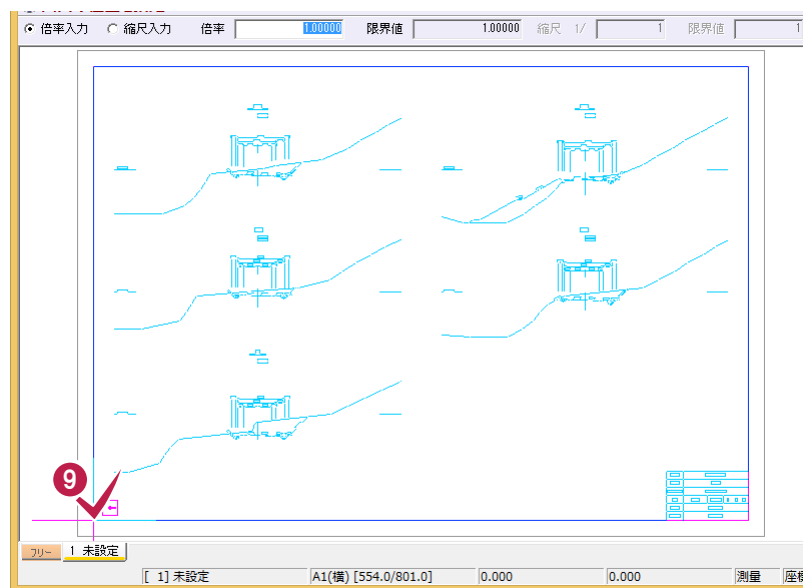 倍率入力 縮尺入力 倍率 1.00000 限界値 1.00000 縮尺 1/ 1 限界値 1
9
フリー 1 未設定
[ 1] 未設定 A1(横) [554.0/801.0] 0.000 0.000 測量 座標